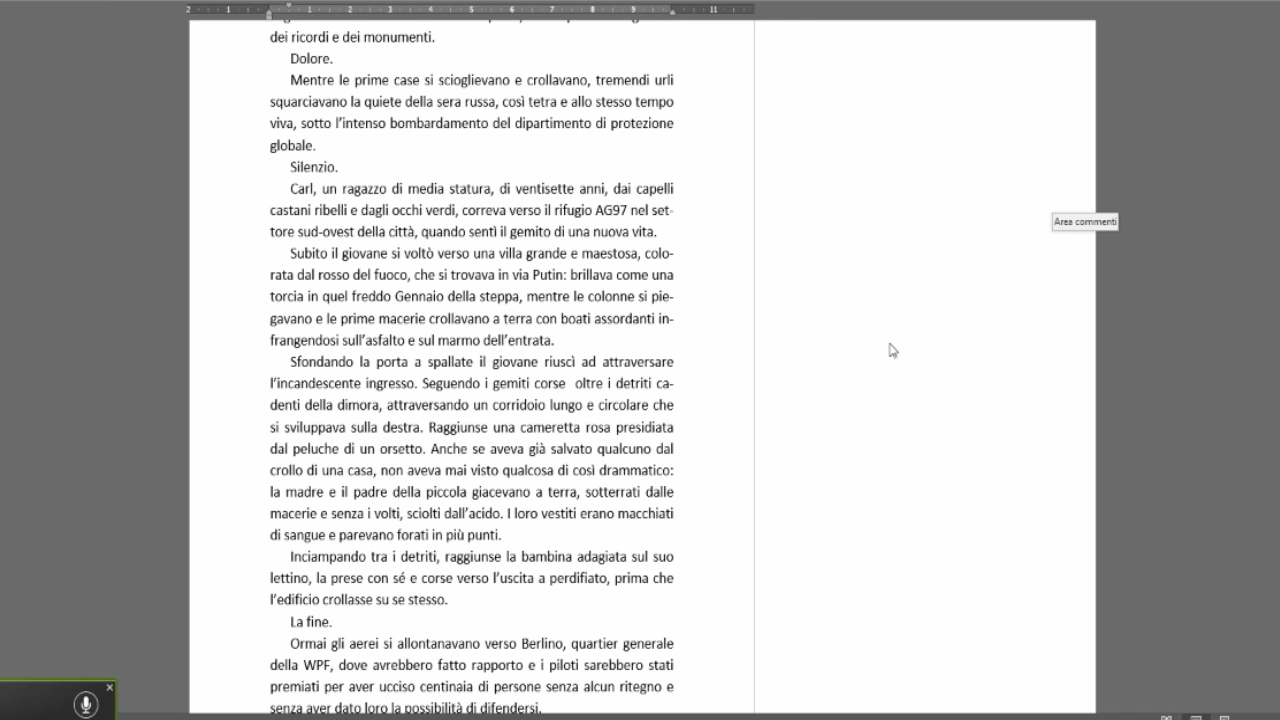 2 1 1 2 3 4 5 6 7 8 9 11
dei ricordi e dei monumenti.
Dolore.
Mentre le prime case si scioglievano e crollavano, tremendi urli
squarciavano la quiete della sera russa, così tetra e allo stesso tempo
viva, sotto l’intenso bombardamento del dipartimento di protezione
globale.
Silenzio.
Carl, un ragazzo di media statura, di ventisette anni, dai capelli
castani ribelli e dagli occhi verdi, correva verso il rifugio AG97 nel set-
tore sud-ovest della città, quando sentì il gemito di una nuova vita.
Subito il giovane si voltò verso una villa grande e maestosa, colo-
rata dal rosso del fuoco, che si trovava in via Putin: brillava come una
torcia in quel freddo Gennaio della steppa, mentre le colonne si pie-
gavano e le prime macerie crollavano a terra con boati assordanti in-
frangendosi sull’asfalto e sul marmo dell’entrata.
Sfondando la porta a spallate il giovane riuscì ad attraversare
l’incandescente ingresso. Seguendo i gemiti corse  oltre i detriti ca-
denti della dimora, attraversando un corridoio lungo e circolare che
si sviluppava sulla destra. Raggiunse una cameretta rosa presidiata
dal peluche di un orsetto. Anche se aveva già salvato qualcuno dal
crollo di una casa, non aveva mai visto qualcosa di così drammatico:
la madre e il padre della piccola giacevano a terra, sotterrati dalle
macerie e senza i volti, sciolti dall’acido. I loro vestiti erano macchiati
di sangue e parevano forati in più punti.
Inciampando tra i detriti, raggiunse la bambina adagiata sul suo
lettino, la prese con sé e corse verso l’uscita a perdifiato, prima che
l’edificio crollasse su se stesso.
La fine.
Ormai gli aerei si allontanavano verso Berlino, quartier generale
della WPF, dove avrebbero fatto rapporto e i piloti sarebbero stati
premiati per aver ucciso centinaia di persone senza alcun ritegno e
senza aver dato loro la possibilità di difendersi.
Area commenti